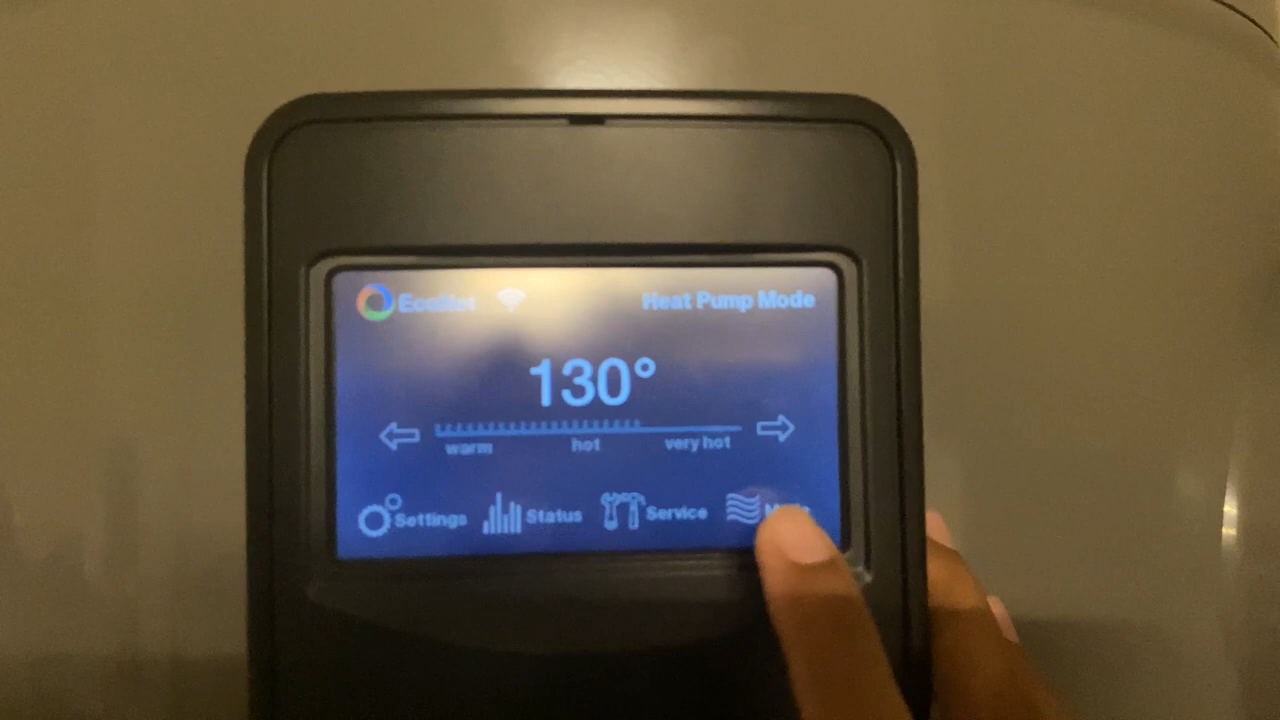 EcoNet Heat Pump Mode
130°
warm hot very hot
Settings Status Service